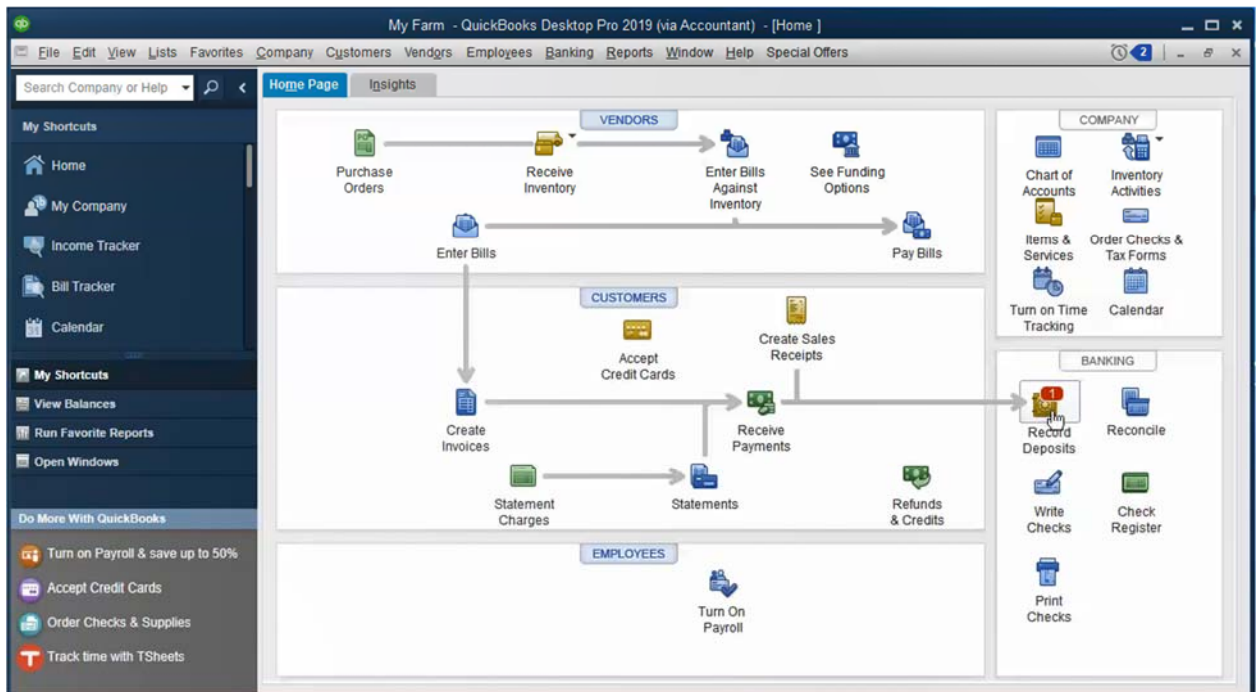 My Farm - QuickBooks Desktop Pro 2019 (via Accountant) - [Home ]
File Edit View Lists Favorites Company Customers Vendors Employees Banking Reports Window Help Special Offers 2
Search Company or Help
My Shortcuts
Home
My Company
Income Tracker
Bill Tracker
Calendar
My Shortcuts
View Balances
Run Favorite Reports
Open Windows
Do More With QuickBooks
Turn on Payroll & save up to 50%
Accept Credit Cards
Order Checks & Supplies
Track time with TSheets
Home Page Insights
VENDORS
Purchase
Orders
Receive
Inventory
Enter Bills
Against
Inventory
See Funding
Options
Enter Bills
Pay Bills
CUSTOMERS
Accept
Credit Cards
Create Sales
Receipts
Create
Invoices
Receive
Payments
Statement
Charges
Statements
Refunds
& Credits
EMPLOYEES
Turn On
Payroll
COMPANY
Chart of
Accounts
Inventory
Activities
Items &
Services
Order Checks &
Tax Forms
Turn on Time
Tracking
Calendar
BANKING
1
Record
Deposits
Reconcile
Write
Checks
Check
Register
Print
Checks